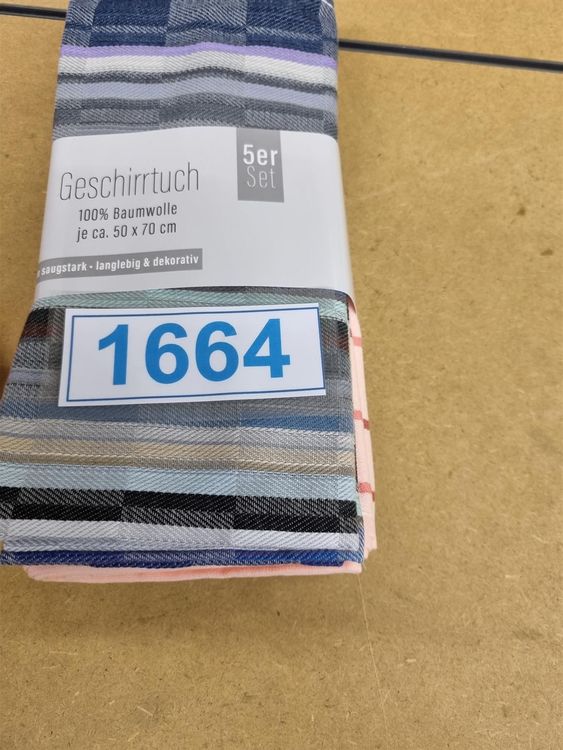 5er
Set
Geschirrtuch
100% Baumwolle
je ca. 50 x 70 cm
saugstark • langlebig & dekorativ
1664